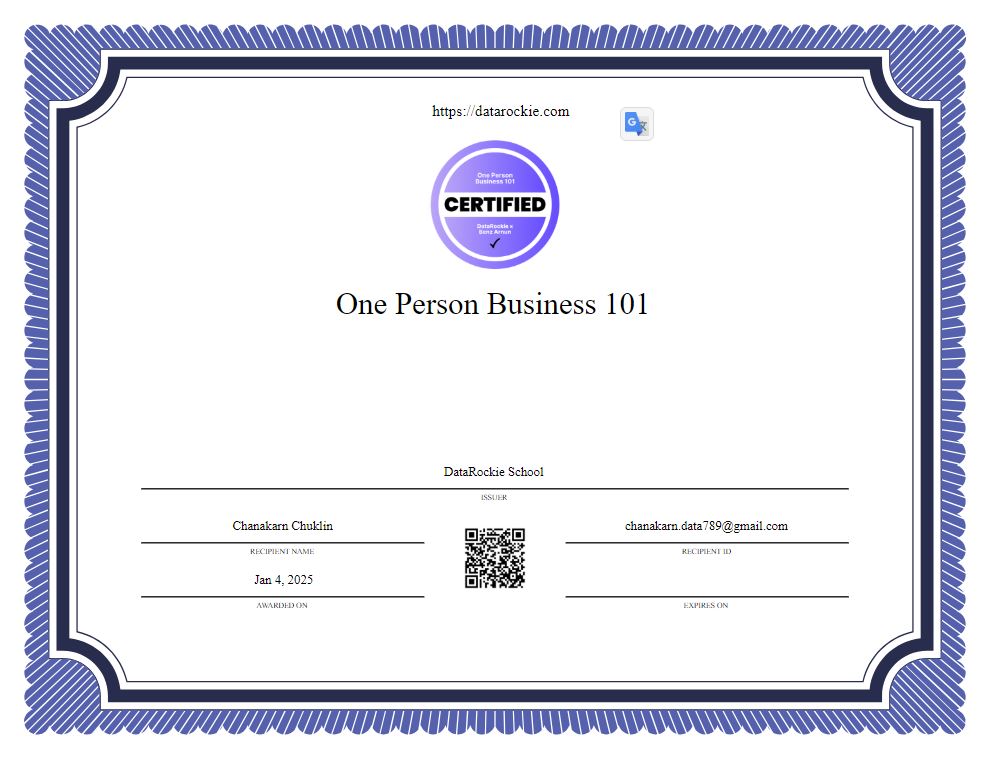 https://datarockie.com
One Person
Business 101
CERTIFIED
DataRockie x
Benz Arnun
One Person Business 101
DataRockie School
ISSUER
Chanakarn Chuklin
chanakarn.data789@gmail.com
RECIPIENT NAME
RECIPIENT ID
Jan 4, 2025
AWARDED ON
EXPIRES ON